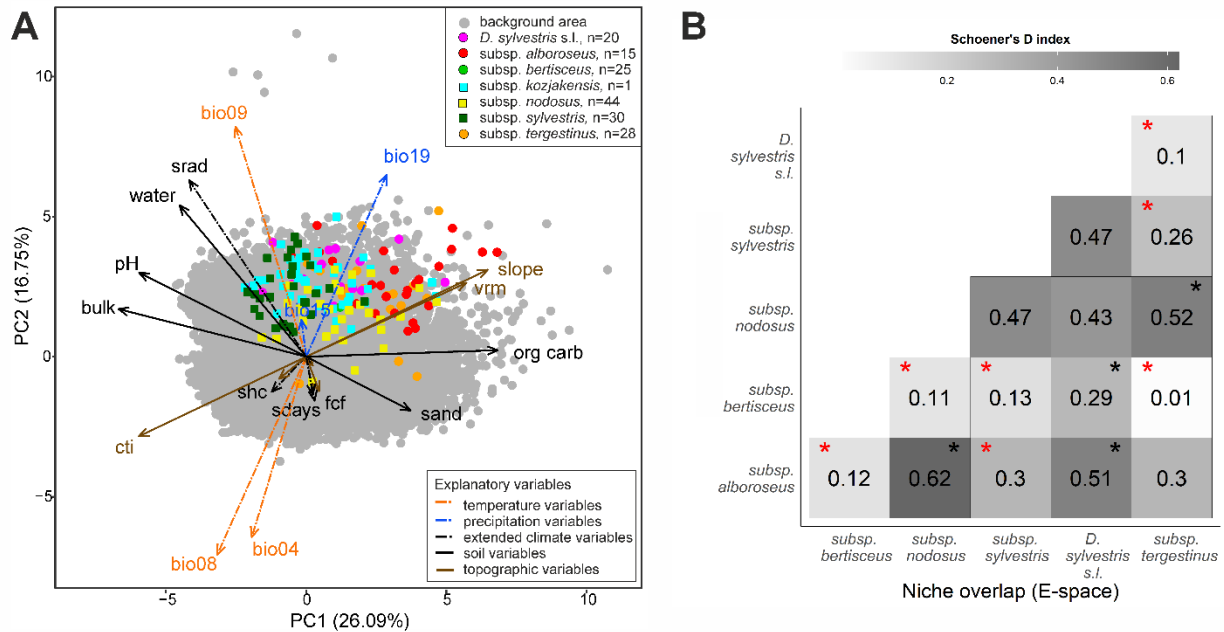 A
PC2 (16.75%)
10
5
0
−5
−5
0
5
10
PC1 (26.09%)
background area
D. sylvestris s.l., n=20
subsp. alboroseus, n=15
subsp. bertisceus, n=25
subsp. kozjakensis, n=1
subsp. nodosus, n=44
subsp. sylvestris, n=30
subsp. tergestinus, n=28
bio09
srad
water
pH
bulk
bio19
bio15
slope
vrm
org carb
sand
fcf
sdays
shc
cti
bio08
bio04
Explanatory variables
temperature variables
precipitation variables
extended climate variables
soil variables
topographic variables
B
Schoener's D index
0.2
0.4
0.6
D.
sylvestris
s.l.
*
0.1
subsp.
sylvestris
*
0.47
0.26
subsp.
nodosus
*
0.47
0.43
0.52
subsp.
bertisceus
* * * *
0.11
0.13
0.29
0.01
subsp.
alboroseus
* * * *
0.12
0.62
0.3
0.51
0.3
subsp.
bertisceus
subsp.
nodosus
subsp.
sylvestris
D.
sylvestris
s.l.
subsp.
tergestinus
Niche overlap (E-space)